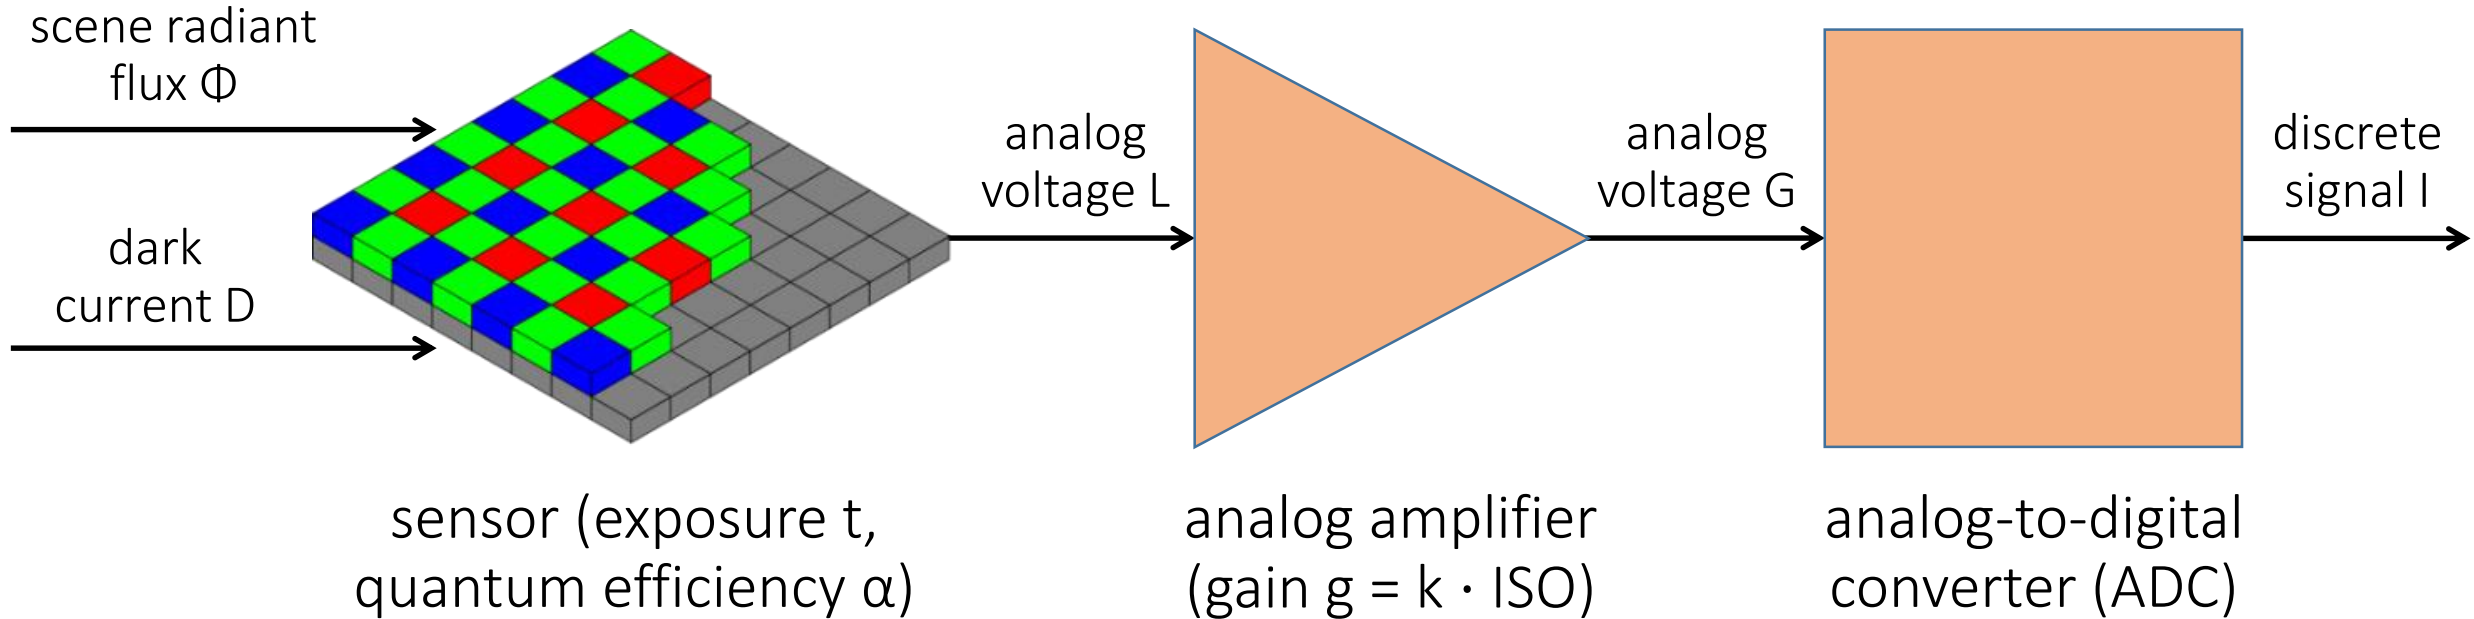 scene radiant
flux Φ
dark
current D
sensor (exposure t,
quantum efficiency α)
analog
voltage L
analog amplifier
(gain g = k · ISO)
analog
voltage G
analog-to-digital
converter (ADC)
discrete
signal I